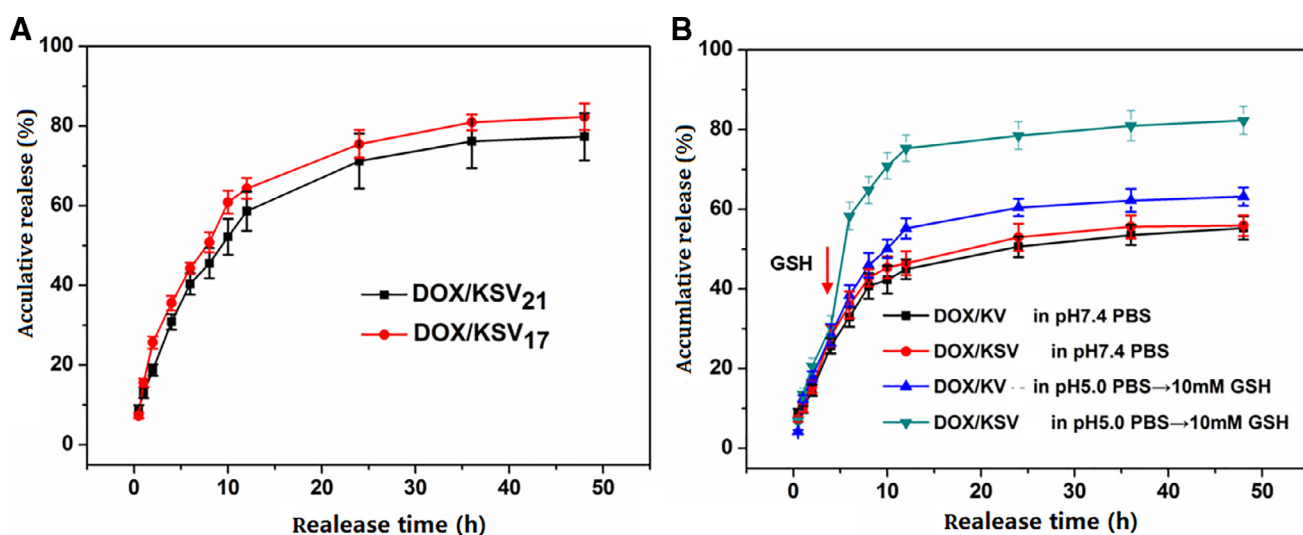 A
Acculative reales (%)
100
80
60
40
20
0
DOX/KSV21
DOX/KSV17
0 10 20 30 40 50
Realease time (h)
B
Accumlative release (%)
100
80
60
40
20
0
GSH
DOX/KV in pH7.4 PBS
DOX/KSV in pH7.4 PBS
DOX/KV in pH5.0 PBS→10mM GSH
DOX/KSV in pH5.0 PBS→10mM GSH
0 10 20 30 40 50
Realease time (h)